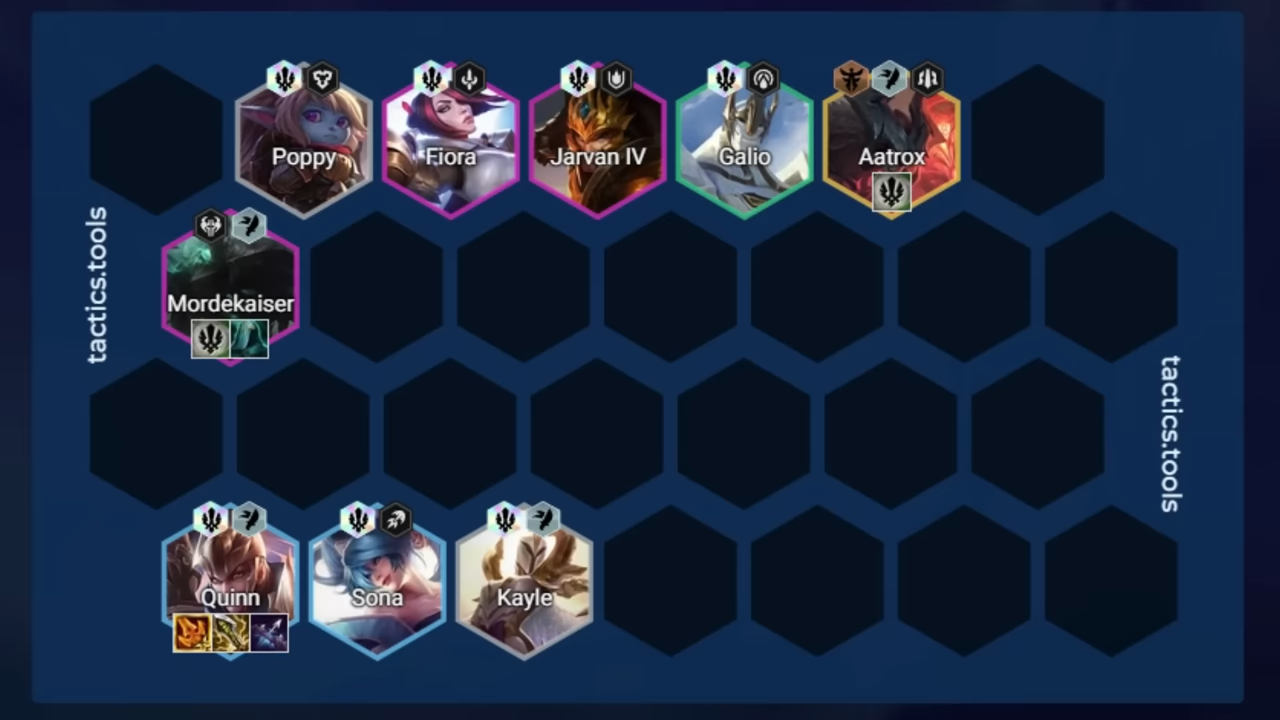 Poppy
Fiora
Jarvan IV
Galio
Aatrox
tactics.tools
Mordekaiser
tactics.tools
Quinn
Sona
Kayle